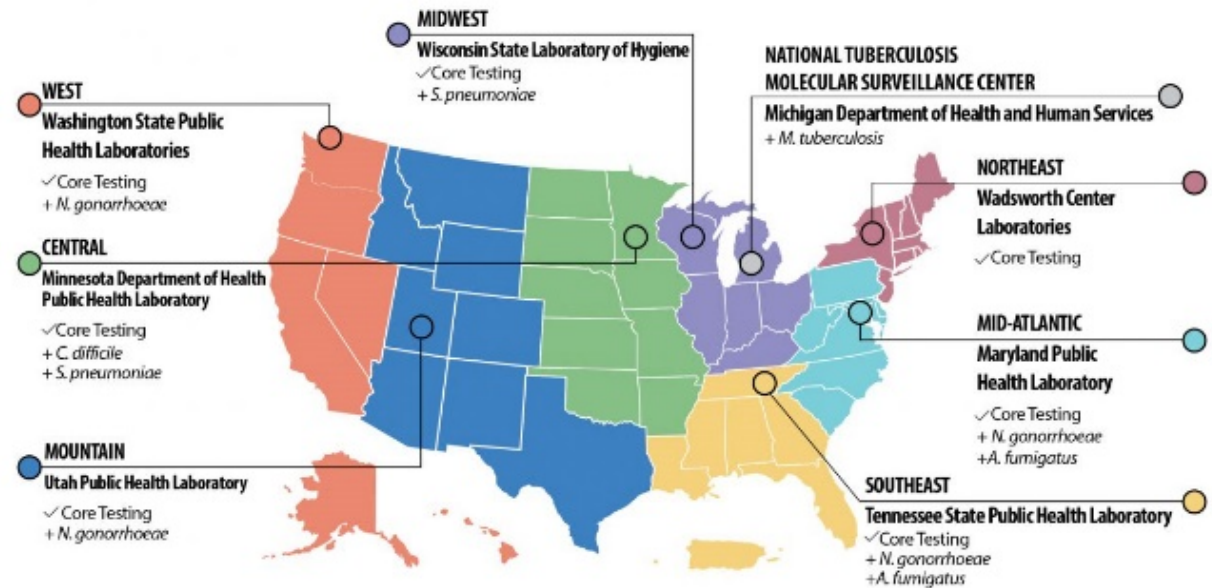 MIDWEST
Wisconsin State Laboratory of Hygiene
✓Core Testing
+ S. pneumoniae
NATIONAL TUBERCULOSIS
MOLECULAR SURVEILLANCE CENTER
Michigan Department of Health and Human Services
+ M. tuberculosis
WEST
Washington State Public
Health Laboratories
✓Core Testing
+ N. gonorrhoeae
NORTHEAST
Wadsworth Center
Laboratories
✓Core Testing
CENTRAL
Minnesota Department of Health
Public Health Laboratory
✓Core Testing
+ C. difficile
+ S. pneumoniae
MID-ATLANTIC
Maryland Public
Health Laboratory
✓Core Testing
+ N. gonorrhoeae
+A. fumigatus
MOUNTAIN
Utah Public Health Laboratory
✓Core Testing
+ N. gonorrhoeae
SOUTHEAST
Tennessee State Public Health Laboratory
✓Core Testing
+ N. gonorrhoeae
+A. fumigatus